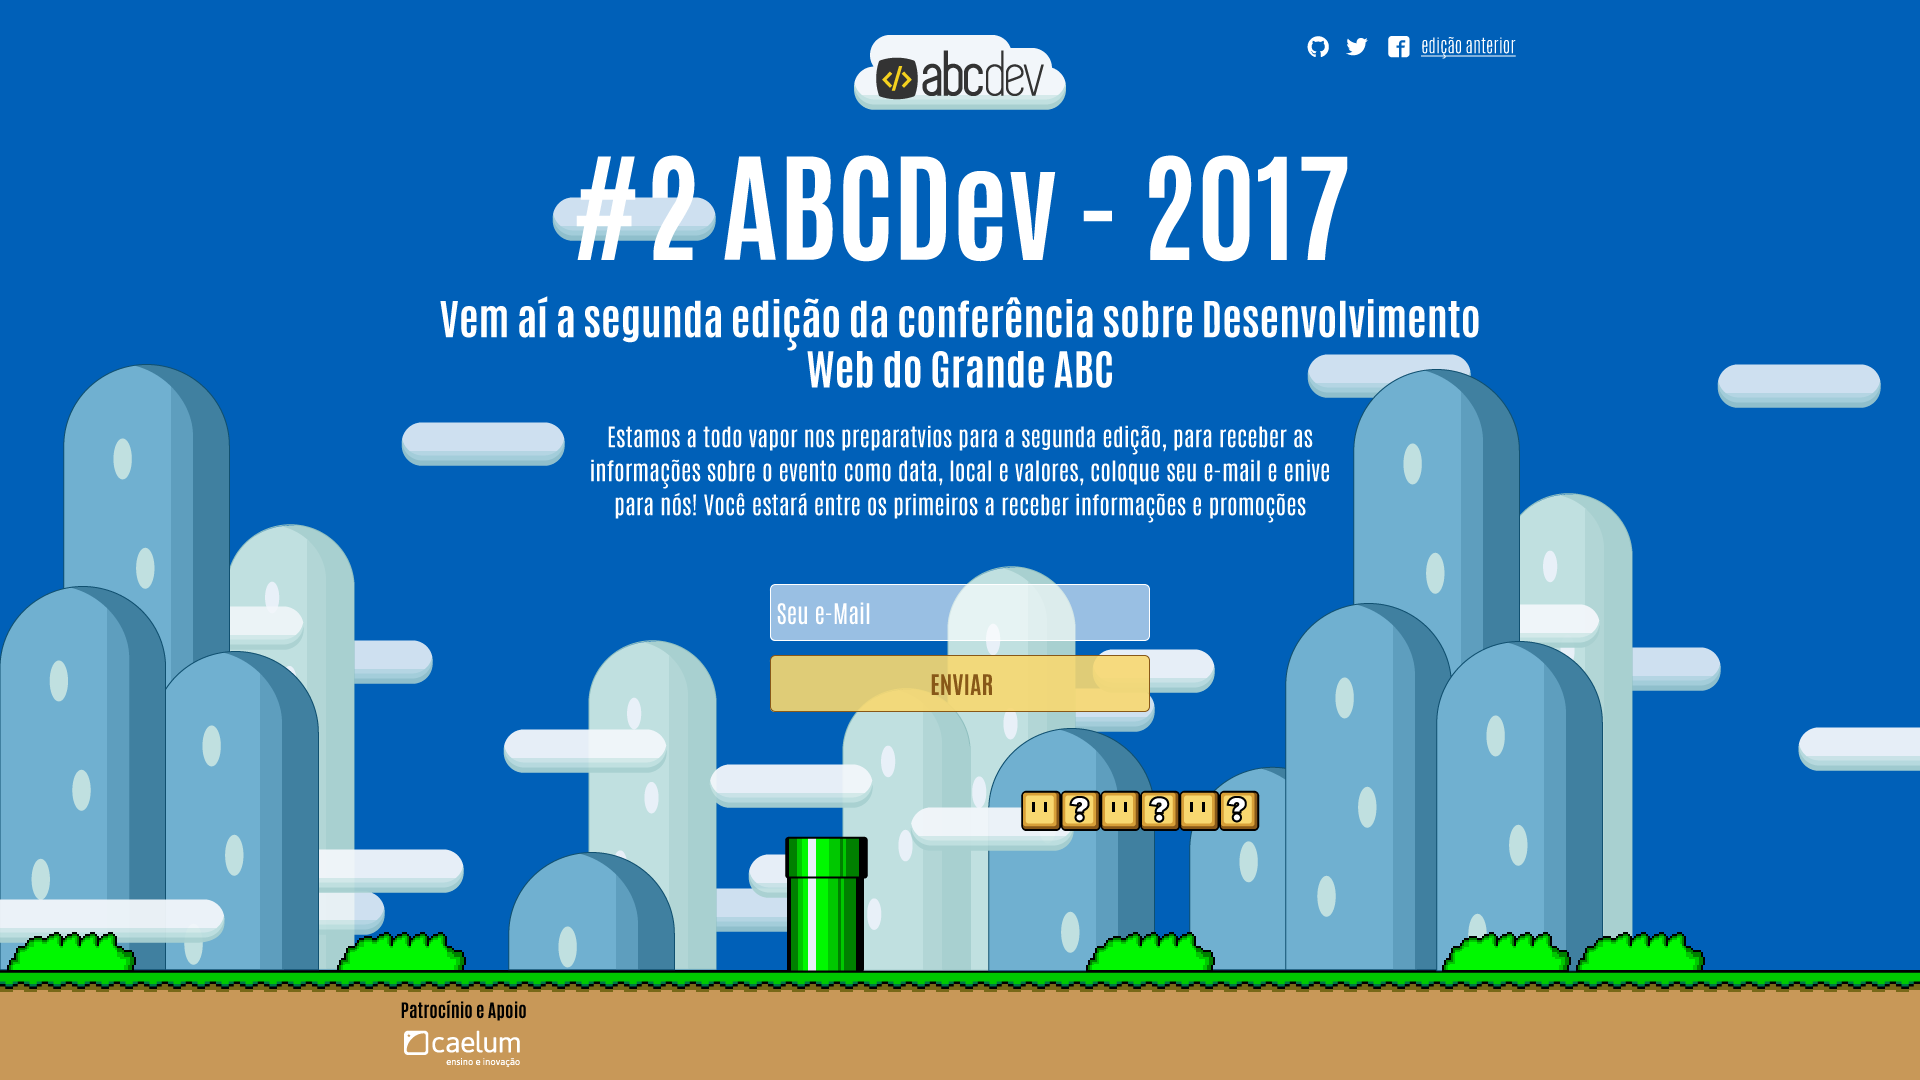 </> abcdev
edição anterior
#2 ABCDev - 2017
Vem aí a segunda edição da conferência sobre Desenvolvimento
Web do Grande ABC
Estamos a todo vapor nos preparatvios para a segunda edição, para receber as
informações sobre o evento como data, local e valores, coloque seu e-mail e enive
para nós! Você estará entre os primeiros a receber informações e promoções
Seu e-Mail
ENVIAR
? ? ?
Patrocínio e Apoio
caelum
ensino e inovação